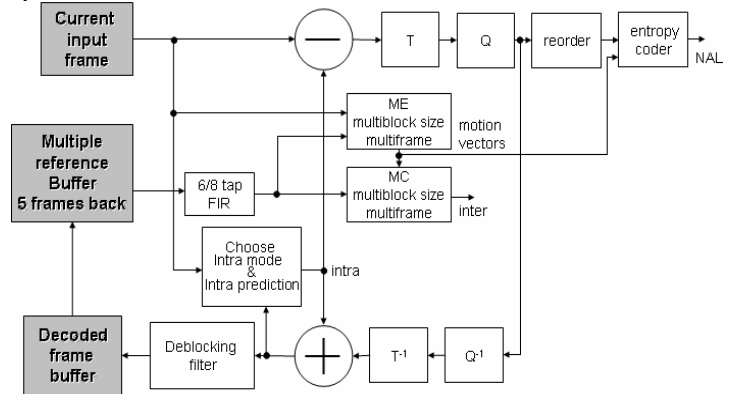 Current
input
frame
T
Q
reorder
entropy
coder
NAL
ME
multiblock size
multiframe
motion
vectors
Multiple
reference
Buffer
5 frames back
6/8 tap
FIR
MC
multiblock size
multiframe
inter
Choose
Intra mode
&
Intra prediction
intra
Decoded
frame
buffer
Deblocking
filter
T-1
Q-1